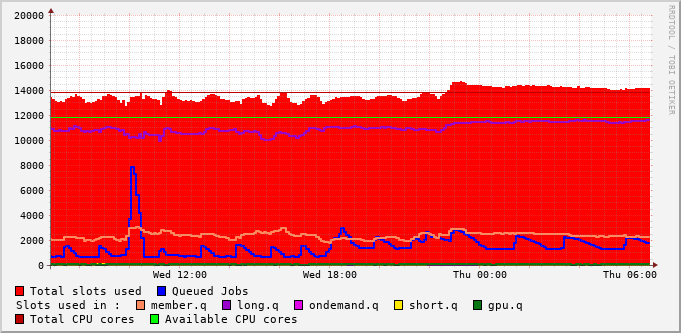 20000
18000
16000
14000
12000
10000
8000
6000
4000
2000
0
Wed 12:00 Wed 18:00 Thu 00:00 Thu 06:00
Total slots used Queued Jobs
Slots used in : member.q long.q ondemand.q short.q gpu.q
Total CPU cores Available CPU cores
RRDTOOL / TOBI OETIKER